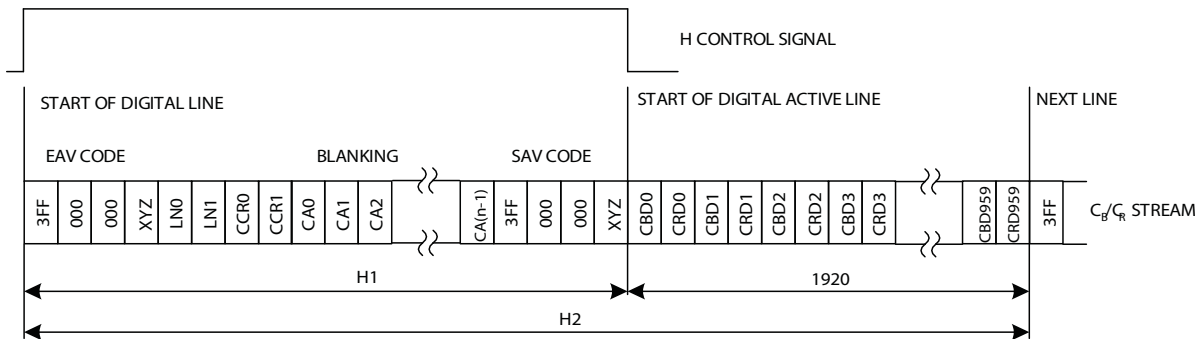 H CONTROL SIGNAL
START OF DIGITAL LINE
START OF DIGITAL ACTIVE LINE
NEXT LINE
EAV CODE
BLANKING
SAV CODE
3FF 000 000 XYZ LN0 LN1 CCR0 CCR1 CA0 CA1 CA2 CA(n-1) 3FF 000 000 XYZ CBD0 CRD0 CBD1 CRD1 CBD2 CRD2 CBD3 CRD3 CBD959 CRD959 3FF
CB/CR STREAM
H1
1920
H2